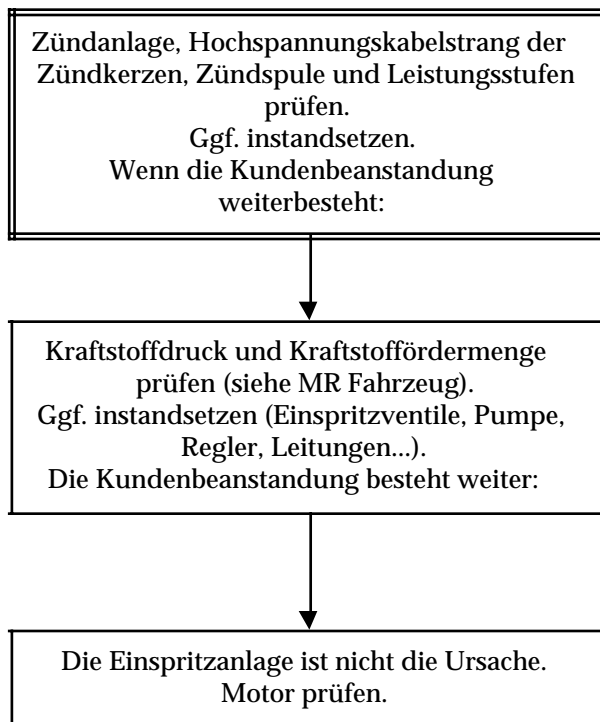 Zündanlage, Hochspannungskabelstrang der
Zündkerzen, Zündspule und Leistungsstufen
prüfen.
Ggf. instandsetzen.
Wenn die Kundenbeanstandung
weiterbesteht:
Kraftstoffdruck und Kraftstoffördermenge
prüfen (siehe MR Fahrzeug).
Ggf. instandsetzen (Einspritzventile, Pumpe,
Regler, Leitungen...).
Die Kundenbeanstandung besteht weiter:
Die Einspritzanlage ist nicht die Ursache.
Motor prüfen.